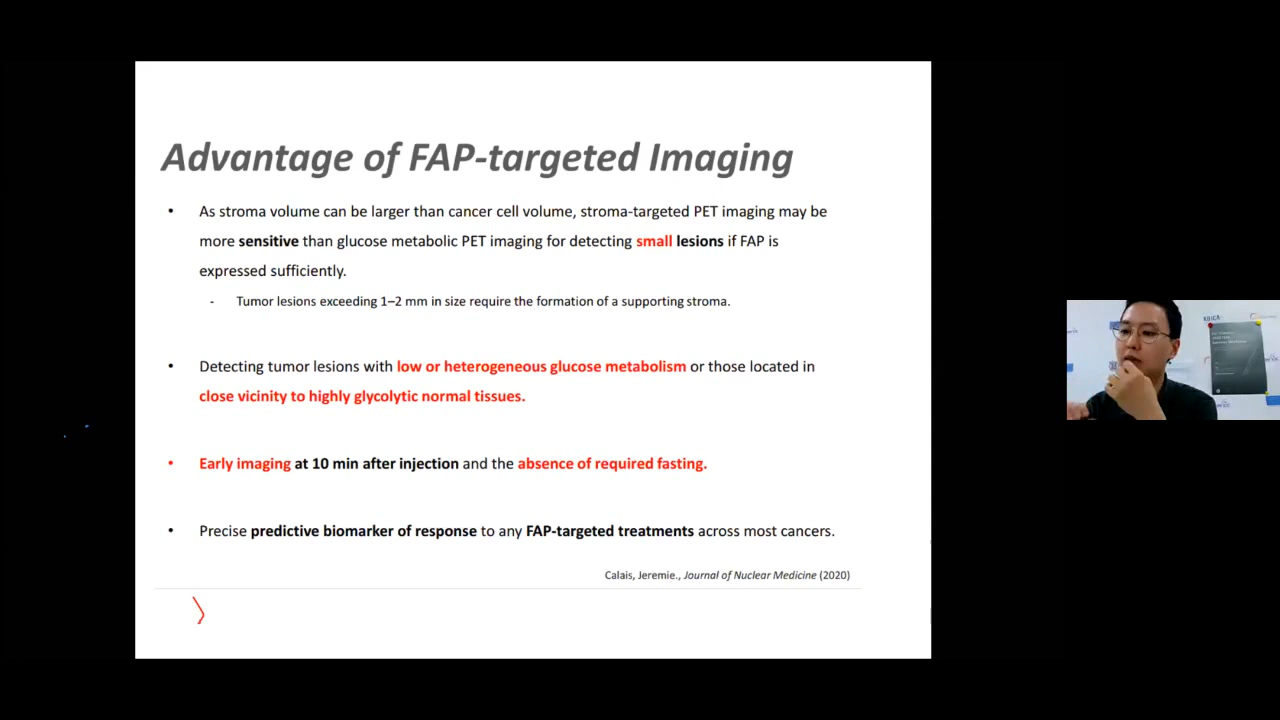 Advantage of FAP-targeted Imaging
• As stroma volume can be larger than cancer cell volume, stroma-targeted PET imaging may be
more sensitive than glucose metabolic PET imaging for detecting small lesions if FAP is
expressed sufficiently.
- Tumor lesions exceeding 1–2 mm in size require the formation of a supporting stroma.
• Detecting tumor lesions with low or heterogeneous glucose metabolism or those located in
close vicinity to highly glycolytic normal tissues.
• Early imaging at 10 min after injection and the absence of required fasting.
• Precise predictive biomarker of response to any FAP-targeted treatments across most cancers.
Calais, Jeremie., Journal of Nuclear Medicine (2020)